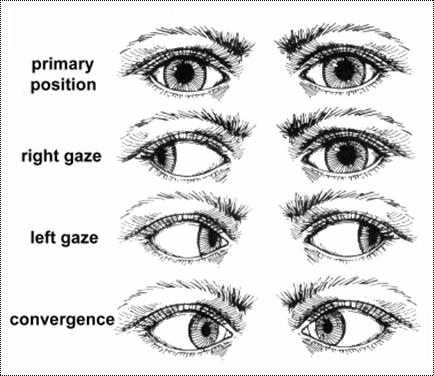 primary
position
right gaze
left gaze
convergence